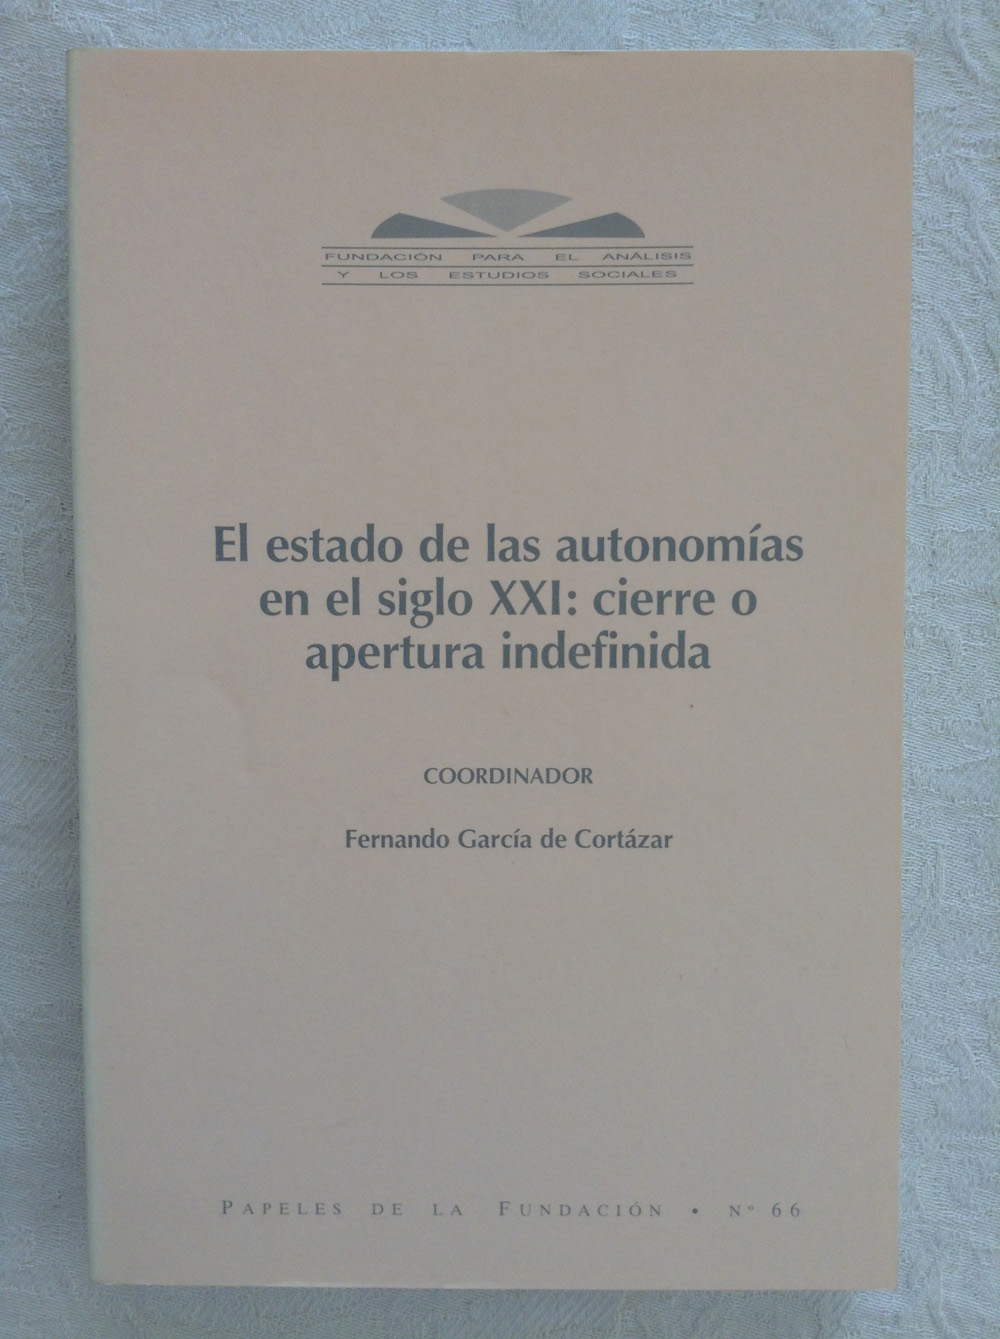 FUNDACIÓN PARA EL ANÁLISIS
Y LOS ESTUDIOS SOCIALES
El estado de las autonomías
en el siglo XXI: cierre o
apertura indefinida
COORDINADOR
Fernando García de Cortázar
PAPELES DE LA FUNDACIÓN • Nº 66